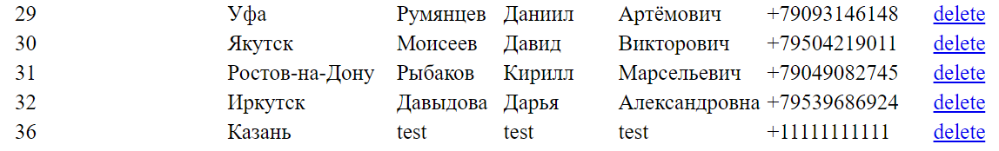 29 Уфа Румянцев Даниил Артёмович +79093146148 delete
30 Якутск Моисеев Давид Викторович +79504219011 delete
31 Ростов-на-Дону Рыбаков Кирилл Марсельевич +79049082745 delete
32 Иркутск Давыдова Дарья Александровна +79539686924 delete
36 Казань test test test +11111111111 delete